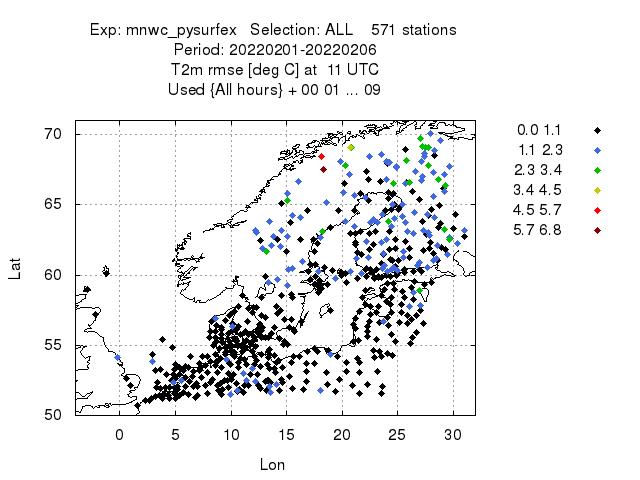 Exp: mnwc_pysurfex   Selection: ALL    571 stations
Period: 20220201-20220206
T2m rmse [deg C] at  11 UTC
Used {All hours} + 00 01 ... 09
0.0 1.1
1.1 2.3
2.3 3.4
3.4 4.5
4.5 5.7
5.7 6.8
70
65
60
55
50
Lat
0 5 10 15 20 25 30
Lon